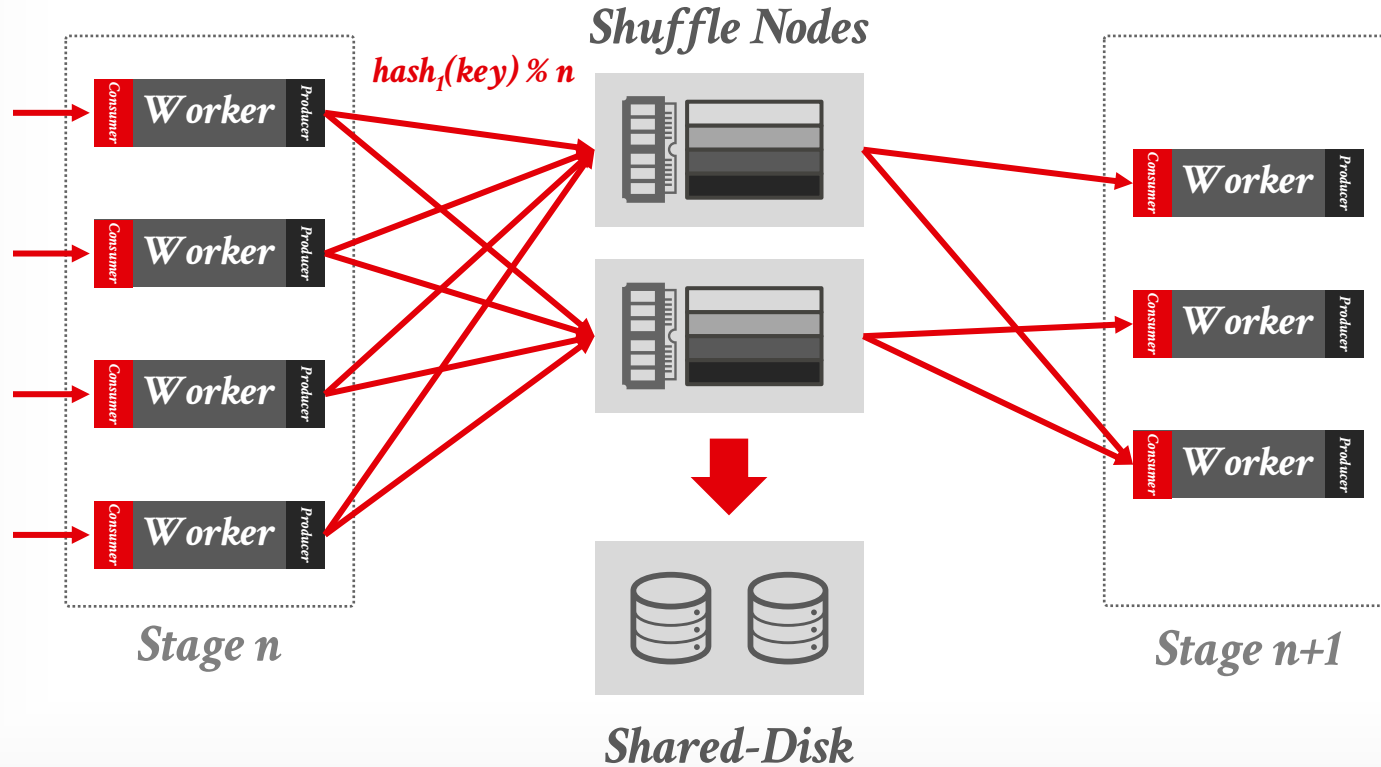 Shuffle Nodes
hash₁(key) % n
Consumer
Worker
Producer
Consumer
Worker
Producer
Consumer
Worker
Producer
Consumer
Worker
Producer
Stage n
Consumer
Worker
Producer
Consumer
Worker
Producer
Consumer
Worker
Producer
Stage n+1
Shared-Disk